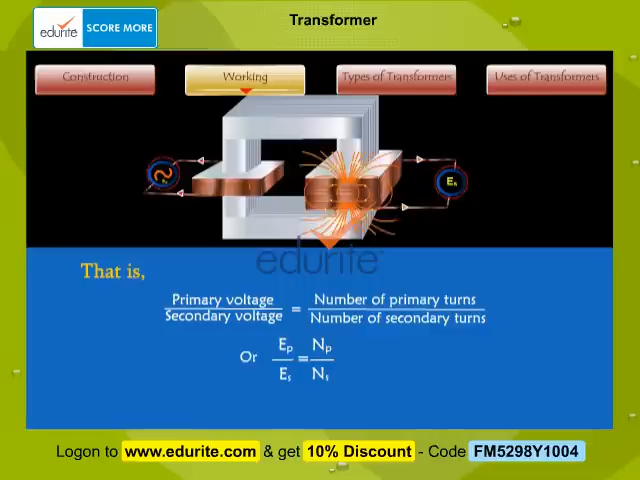 Transformer
edurite SCORE MORE
Construction
Working
Types of Transformers
Uses of Transformers
Es
edurite
That is,
Primary voltage / Secondary voltage = Number of primary turns / Number of secondary turns
Or Ep / Es = Np / Ns
Logon to www.edurite.com & get 10% Discount - Code FM5298Y1004